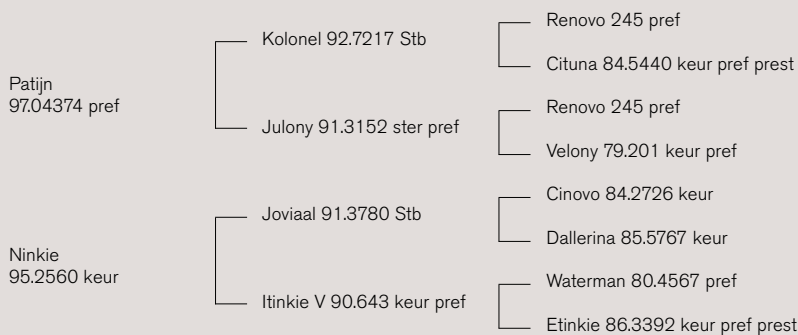 Patijn
97.04374 pref
Kolonel 92.7217 Stb
Renovo 245 pref
Cituna 84.5440 keur pref prest
Julony 91.3152 ster pref
Renovo 245 pref
Velony 79.201 keur pref
Ninkie
95.2560 keur
Joviaal 91.3780 Stb
Cinovo 84.2726 keur
Dallerina 85.5767 keur
Itinkie V 90.643 keur pref
Waterman 80.4567 pref
Etinkie 86.3392 keur pref prest